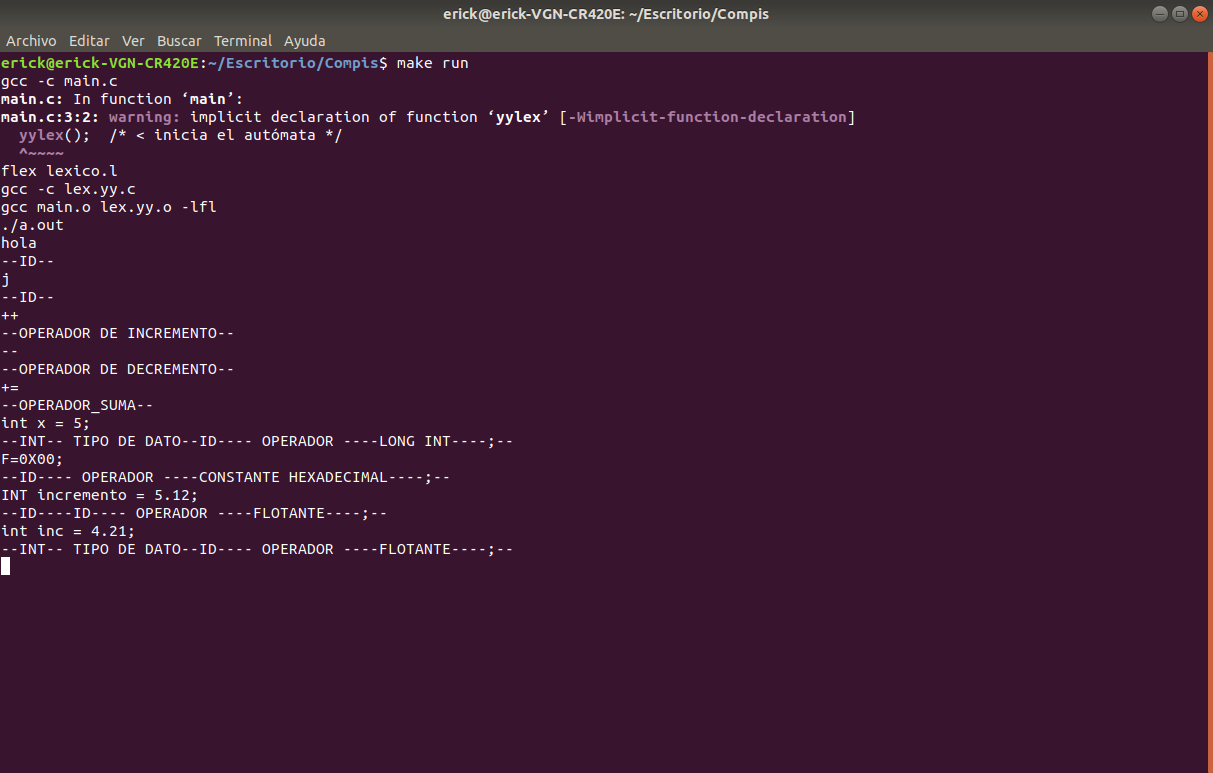 erick@erick-VGN-CR420E: ~/Escritorio/Compis
Archivo Editar Ver Buscar Terminal Ayuda
erick@erick-VGN-CR420E:~/Escritorio/Compis$ make run
gcc -c main.c
main.c: In function ‘main’:
main.c:3:2: warning: implicit declaration of function ‘yylex’ [-Wimplicit-function-declaration]
  yylex();  /* < inicia el autómata */
  ^~~~~
flex lexico.l
gcc -c lex.yy.c
gcc main.o lex.yy.o -lfl
./a.out
hola
--ID--
j
--ID--
++
--OPERADOR DE INCREMENTO--
--
--OPERADOR DE DECREMENTO--
+=
--OPERADOR_SUMA--
int x = 5;
--INT-- TIPO DE DATO--ID---- OPERADOR ----LONG INT----;--
F=0X00;
--ID---- OPERADOR ----CONSTANTE HEXADECIMAL----;--
INT incremento = 5.12;
--ID----ID---- OPERADOR ----FLOTANTE----;--
int inc = 4.21;
--INT-- TIPO DE DATO--ID---- OPERADOR ----FLOTANTE----;--